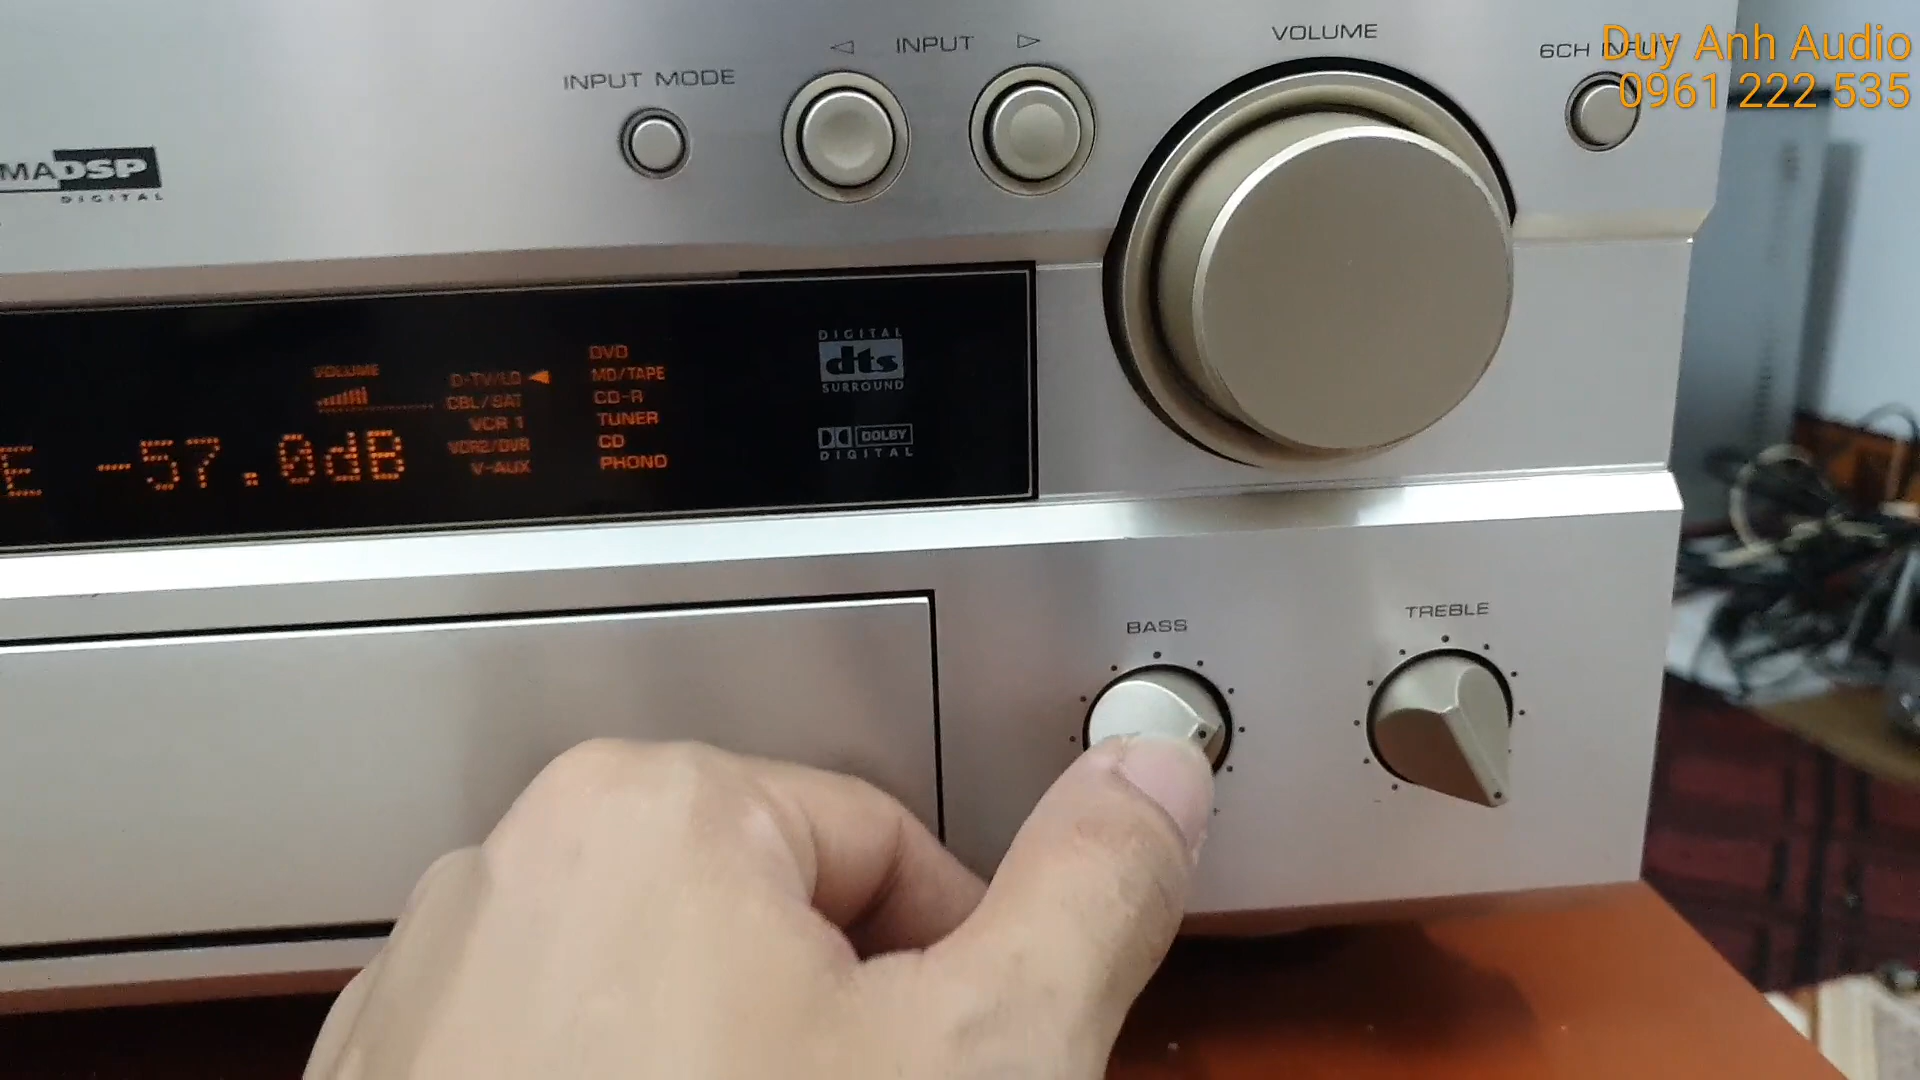 Duy Anh Audio
0961 222 535
VOLUME
INPUT
6CH INPUT
INPUT MODE
MADSP
DIGITAL
VOLUME
D-TV/LD
CBL/SAT
VCR 1
VCR2/DVR
V-AUX
DVD
MD/TAPE
CD-R
TUNER
CD
PHONO
E -57.0dB
DIGITAL
dts
SURROUND
DOLBY
DIGITAL
BASS
TREBLE